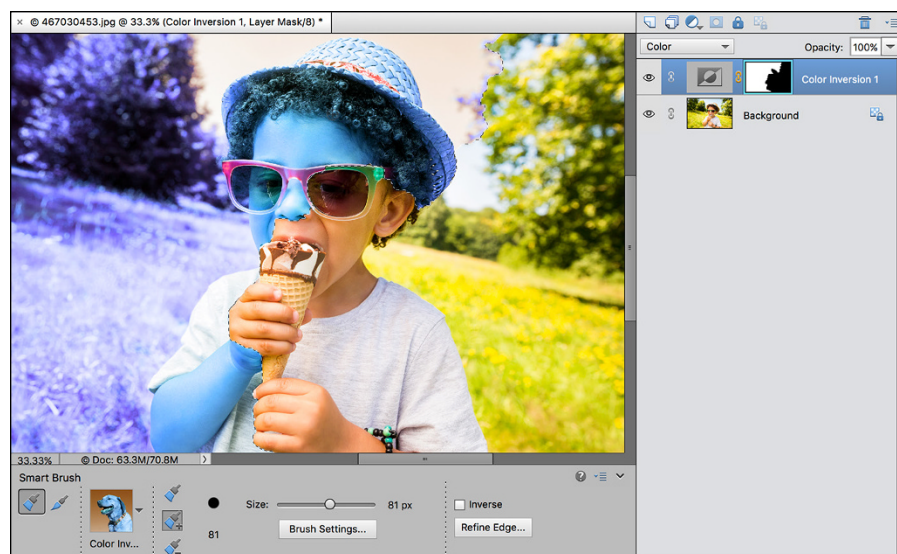 × © 467030453.jpg @ 33.3% (Color Inversion 1, Layer Mask/8) *
Color
Opacity: 100%
Color Inversion 1
Background
33.33%
© Doc: 63.3M/70.8M
Smart Brush
Size:
81 px
Inverse
81
Brush Settings...
Refine Edge...
Color Inv...